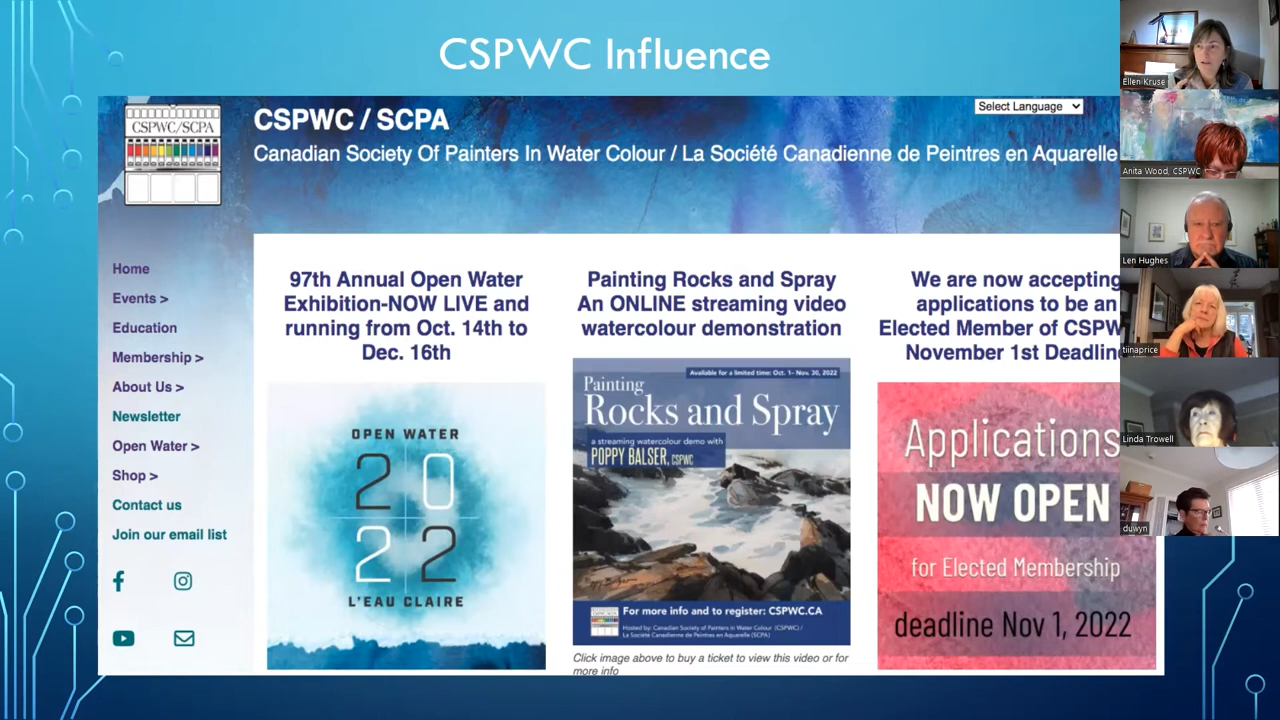 CSPWC Influence
CSPWC/SCPA
CSPWC / SCPA
Select Language
Canadian Society Of Painters In Water Colour / La Société Canadienne de Peintres en Aquarelle
Home
Events >
Education
Membership >
About Us >
Newsletter
Open Water >
Shop >
Contact us
Join our email list
97th Annual Open Water
Exhibition-NOW LIVE and
running from Oct. 14th to
Dec. 16th
OPEN WATER
20
22
L'EAU CLAIRE
Painting Rocks and Spray
An ONLINE streaming video
watercolour demonstration
Available for a limited time: Oct. 1– Nov. 30, 2022
Painting
Rocks and Spray
a streaming watercolour demo with
POPPY BALSER, CSPWC
For more info and to register: CSPWC.CA
Hosted by: Canadian Society of Painters in Water Colour (CSPWC) /
La Société Canadienne de Peintres en Aquarelle (SCPA)
Click image above to buy a ticket to view this video or for
more info
We are now accepting
applications to be an
Elected Member of CSPW
November 1st Deadline
Applications
NOW OPEN
for Elected Membership
deadline Nov 1, 2022
Ellen Kruse
Anita Wood, CSPWC
Len Hughes
tiinaprice
Linda Trowell
duwyn